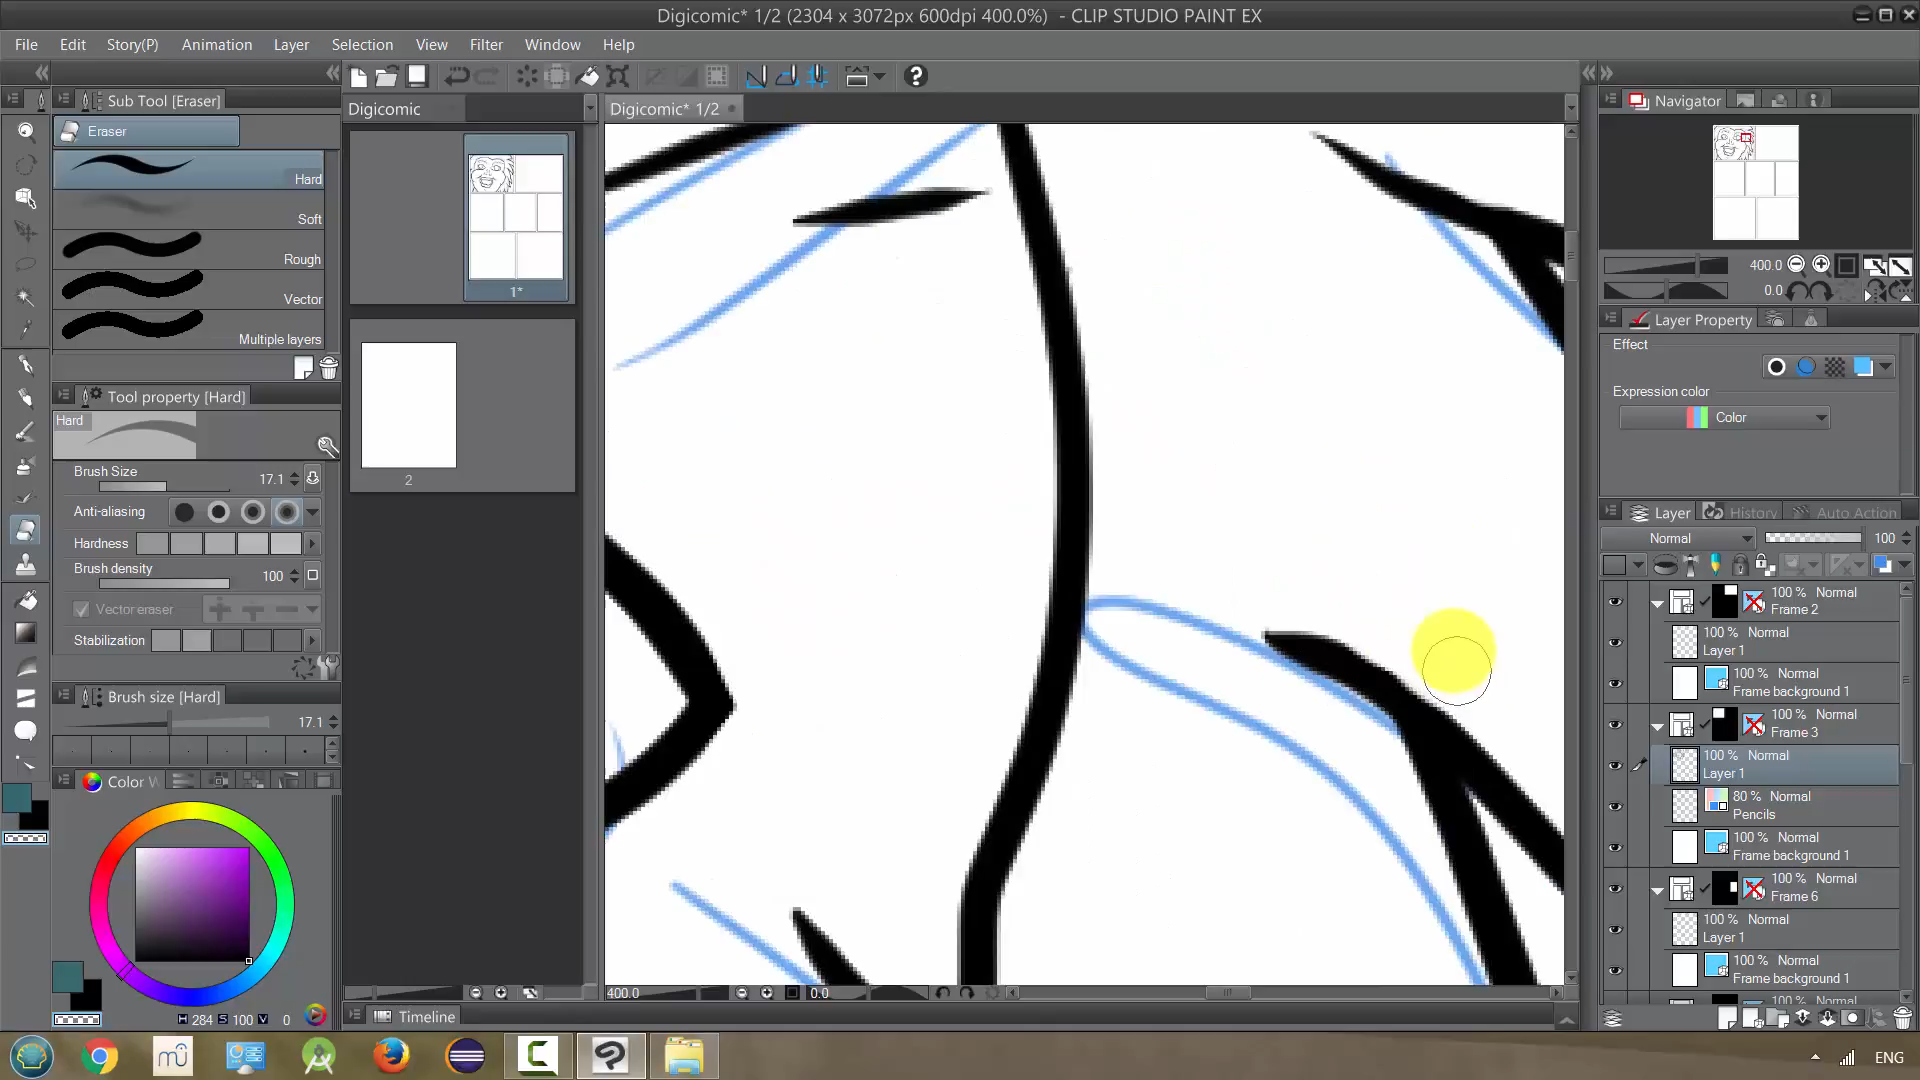 Digicomic* 1/2 (2304 x 3072px 600dpi 400.0%)  - CLIP STUDIO PAINT EX
File Edit Story(P) Animation Layer Selection View Filter Window Help
Sub Tool [Eraser]
Eraser
Hard
Soft
Rough
Vector
Multiple layers
Tool property [Hard]
Hard
Brush Size 17.1
Anti-aliasing
Hardness
Brush density 100
Vector eraser
Stabilization
Brush size [Hard]
17.1
Color W
H 284 S 100 V 0
Digicomic
1*
2
Digicomic* 1/2
400.0 0.0
Timeline
Navigator
400.0
0.0
Layer Property
Effect
Expression color
Color
Layer History Auto Action
Normal 100
100 % Normal
Frame 2
100 % Normal
Layer 1
100 % Normal
Frame background 1
100 % Normal
Frame 3
100 % Normal
Layer 1
80 % Normal
Pencils
100 % Normal
Frame background 1
100 % Normal
Frame 6
100 % Normal
Layer 1
100 % Normal
Frame background 1
100 % Normal
ENG